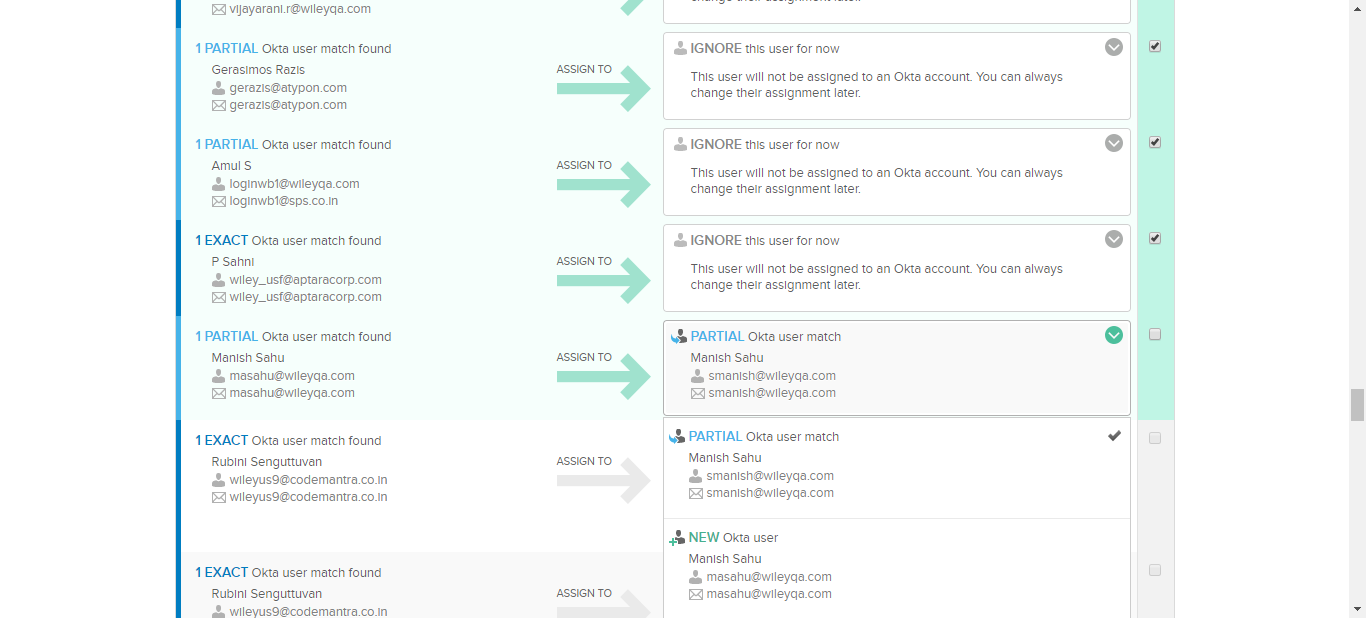 vijayarani.r@wileyqa.com
change their assignment later.
1 PARTIAL Okta user match found
Gerasimos Razis
gerazis@atypon.com
gerazis@atypon.com
ASSIGN TO
IGNORE this user for now
This user will not be assigned to an Okta account. You can always
change their assignment later.
1 PARTIAL Okta user match found
Amul S
loginwb1@wileyqa.com
loginwb1@sps.co.in
ASSIGN TO
IGNORE this user for now
This user will not be assigned to an Okta account. You can always
change their assignment later.
1 EXACT Okta user match found
P Sahni
wiley_usf@aptaracorp.com
wiley_usf@aptaracorp.com
ASSIGN TO
IGNORE this user for now
This user will not be assigned to an Okta account. You can always
change their assignment later.
1 PARTIAL Okta user match found
Manish Sahu
masahu@wileyqa.com
masahu@wileyqa.com
ASSIGN TO
PARTIAL Okta user match
Manish Sahu
smanish@wileyqa.com
smanish@wileyqa.com
1 EXACT Okta user match found
Rubini Senguttuvan
wileyus9@codemantra.co.in
wileyus9@codemantra.co.in
ASSIGN TO
PARTIAL Okta user match
Manish Sahu
smanish@wileyqa.com
smanish@wileyqa.com
NEW Okta user
Manish Sahu
masahu@wileyqa.com
masahu@wileyqa.com
1 EXACT Okta user match found
Rubini Senguttuvan
wileyus9@codemantra.co.in
ASSIGN TO